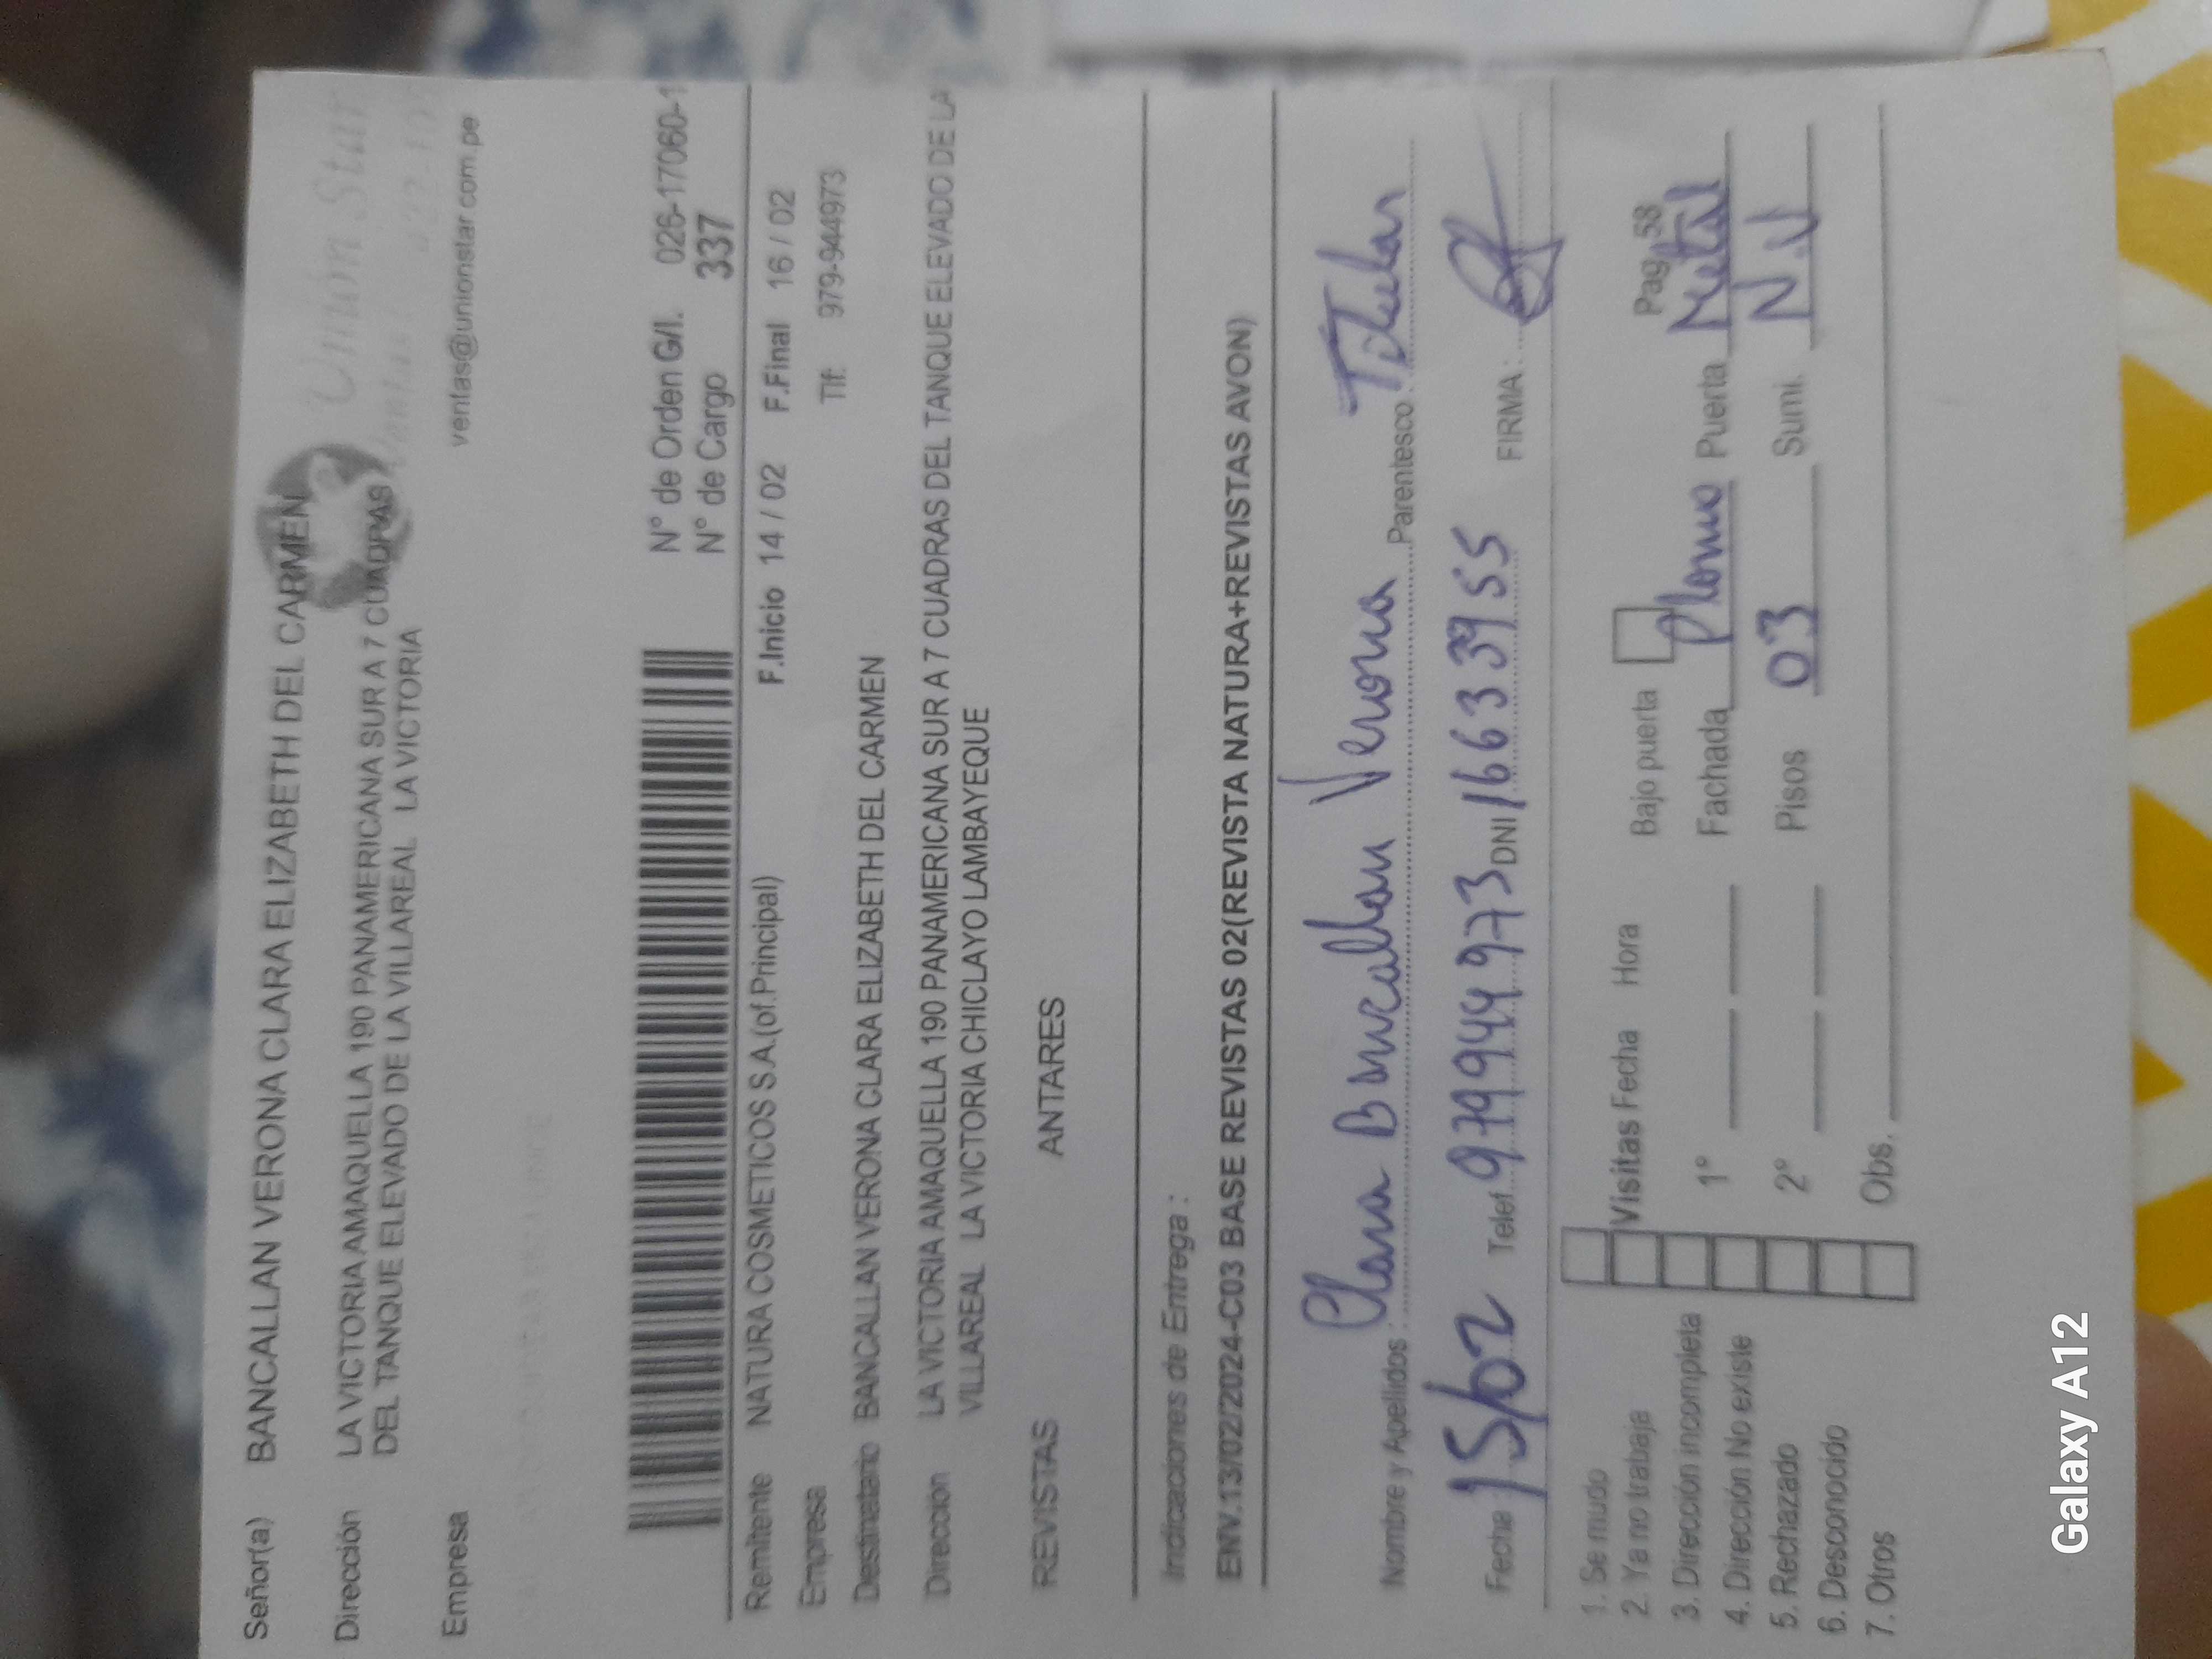 Señor(a) BANCALLAN VERONA CLARA ELIZABETH DEL CARMEN
Unión Star
Dirección LA VICTORIA AMAQUELLA 190 PANAMERICANA SUR A 7 CUADRAS
DEL TANQUE ELEVADO DE LA VILLAREAL LA VICTORIA
Empresa
ventas@unionstar.com.pe
N° de Orden G/I. 026-17060-1
N° de Cargo 337
Remitente NATURA COSMETICOS S.A.(of.Principal) F.Inicio 14 / 02 F.Final 16 / 02
Empresa Tlf: 979-944973
Destinatario BANCALLAN VERONA CLARA ELIZABETH DEL CARMEN
Direccion LA VICTORIA AMAQUELLA 190 PANAMERICANA SUR A 7 CUADRAS DEL TANQUE ELEVADO DE LA
VILLAREAL LA VICTORIA CHICLAYO LAMBAYEQUE
REVISTAS ANTARES
Indicaciones de Entrega :
ENV.13/02/2024-C03 BASE REVISTAS 02(REVISTA NATURA+REVISTAS AVON)
Nombre y Apellidos Clara Bancallan Verona Parentesco Titular
Fecha 15/02 Telef. 979944973 DNI 16633955 FIRMA:
1. Se mudo
2. Ya no trabaja Visitas Fecha Hora Bajo puerta Pag 58
3. Dirección incompleta
4. Dirección No existe 1° Fachada Plomo Puerta Metal
5. Rechazado 2° Pisos 03 Sumi. N.V
6. Desconocido
7. Otros Obs.
Galaxy A12